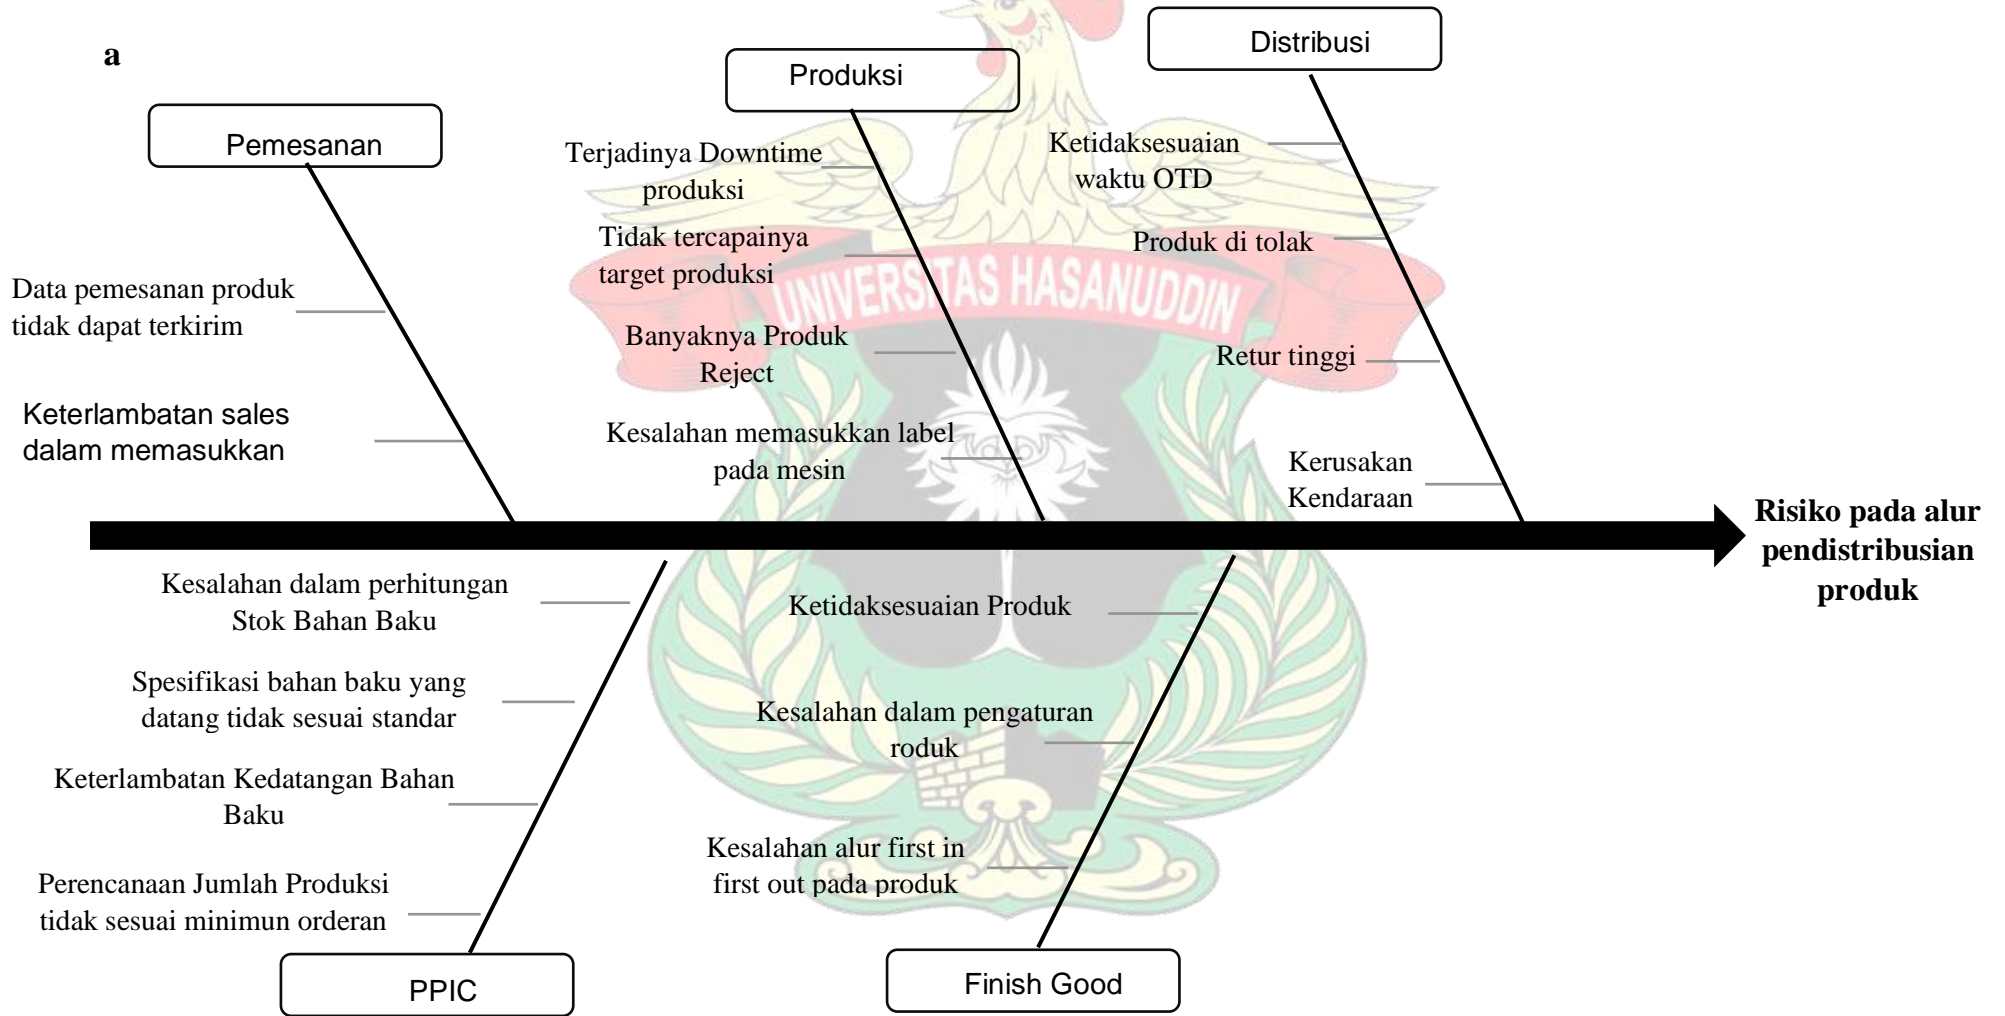 a
Pemesanan
Data pemesanan produk
tidak dapat terkirim
Keterlambatan sales
dalam memasukkan
Produksi
Terjadinya Downtime
produksi
Tidak tercapainya
target produksi
Banyaknya Produk
Reject
Kesalahan memasukkan label
pada mesin
Distribusi
Ketidaksesuaian
waktu OTD
Produk di tolak
Retur tinggi
Kerusakan
Kendaraan
UNIVERSITAS HASANUDDIN
Risiko pada alur
pendistribusian
produk
Kesalahan dalam perhitungan
Stok Bahan Baku
Spesifikasi bahan baku yang
datang tidak sesuai standar
Keterlambatan Kedatangan Bahan
Baku
Perencanaan Jumlah Produksi
tidak sesuai minimun orderan
PPIC
Ketidaksesuaian Produk
Kesalahan dalam pengaturan
roduk
Kesalahan alur first in
first out pada produk
Finish Good